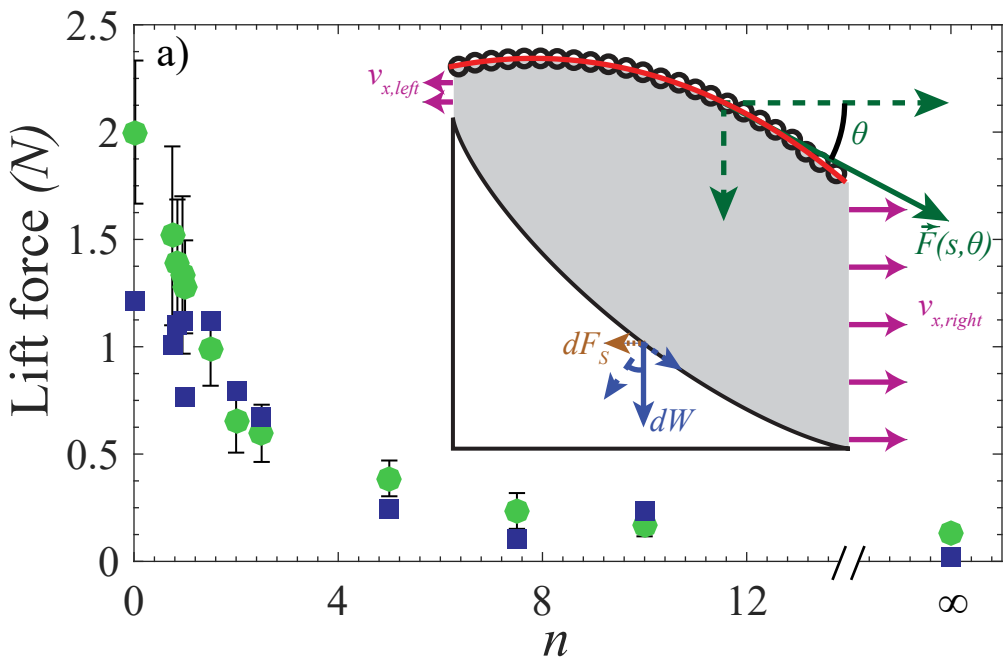 2.5
a)
2
1.5
1
0.5
0
Lift force (N)
v_{x,left}
θ
\vec{F}(s,θ)
v_{x,right}
dF_s
dW
0
4
8
12
∞
n